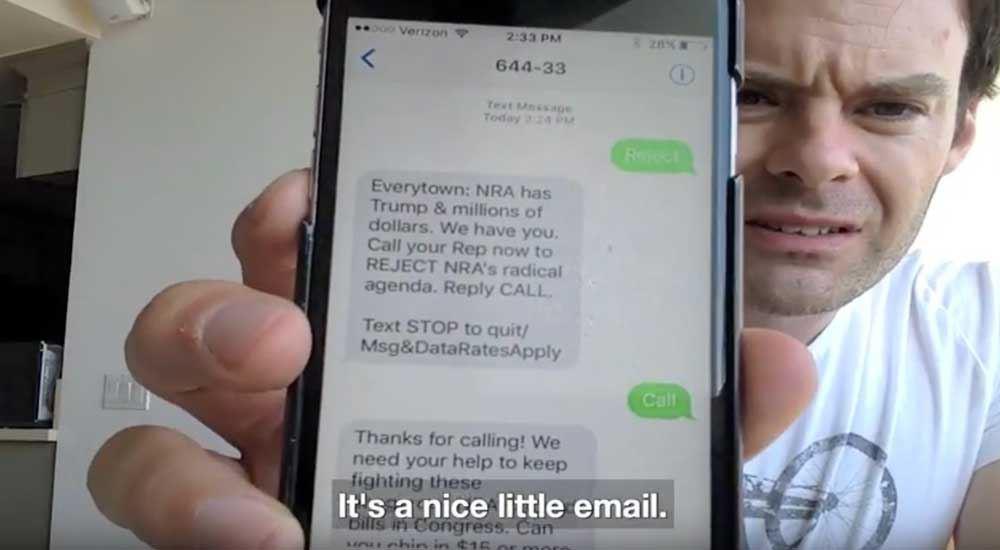 Verizon 2:33 PM 28%
644-33
Text Message
Today 2:24 PM
Reject
Everytown: NRA has
Trump & millions of
dollars. We have you.
Call your Rep now to
REJECT NRA's radical
agenda. Reply CALL.
Text STOP to quit/
Msg&DataRatesApply
Call
Thanks for calling! We
need your help to keep
fighting these
It's a nice little email.
bills in Congress. Can
you chip in $15 or more